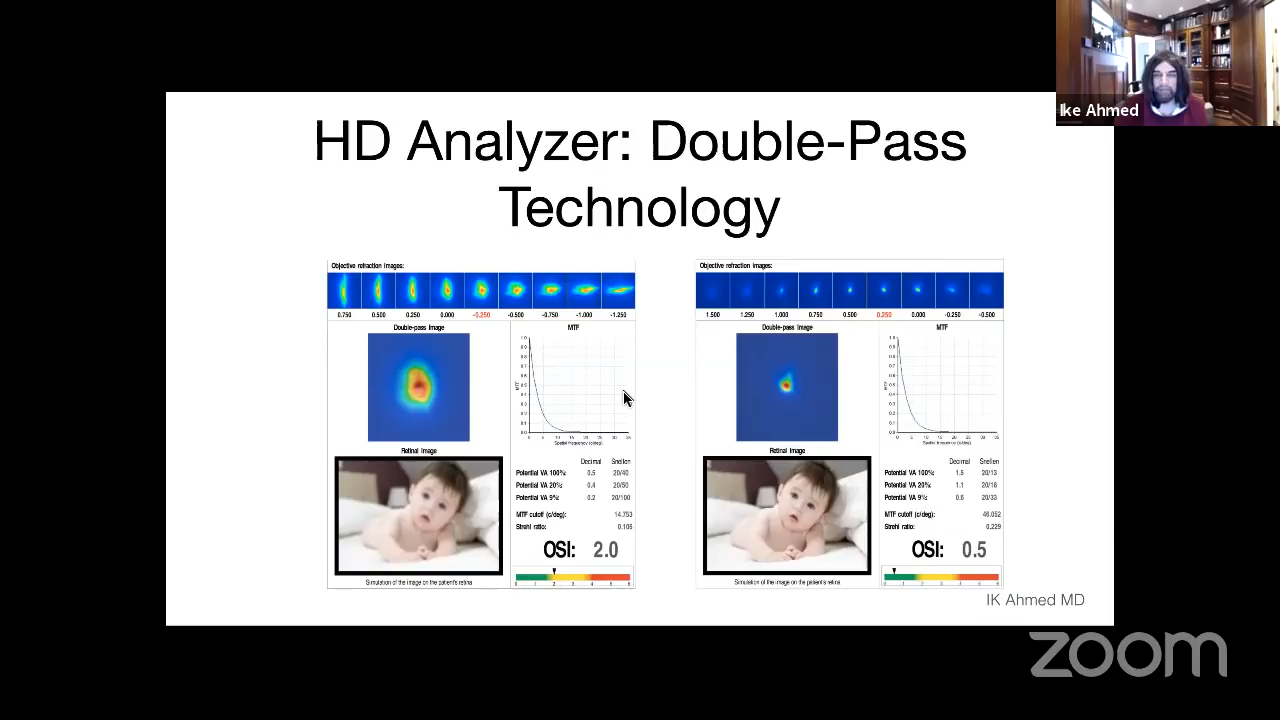 Ike Ahmed
HD Analyzer: Double-Pass
Technology
Objective refraction images:
0.750 0.500 0.250 0.000 -0.250 -0.500 -0.750 -1.000 -1.250
Double-pass Image
MTF
Spatial frequency (c/deg)
Retinal Image
Decimal Snellen
Potential VA 100%: 0.5 20/40
Potential VA 20%: 0.4 20/50
Potential VA 9%: 0.2 20/100
MTF cutoff (c/deg): 14.753
Strehl ratio: 0.106
OSI: 2.0
Simulation of the image on the patient's retina
Objective refraction images:
1.500 1.250 1.000 0.750 0.500 0.250 0.000 -0.250 -0.500
Double-pass Image
MTF
Spatial frequency (c/deg)
Retinal Image
Decimal Snellen
Potential VA 100%: 1.5 20/13
Potential VA 20%: 1.1 20/18
Potential VA 9%: 0.6 20/33
MTF cutoff (c/deg): 46.052
Strehl ratio: 0.229
OSI: 0.5
Simulation of the image on the patient's retina
IK Ahmed MD
zoom